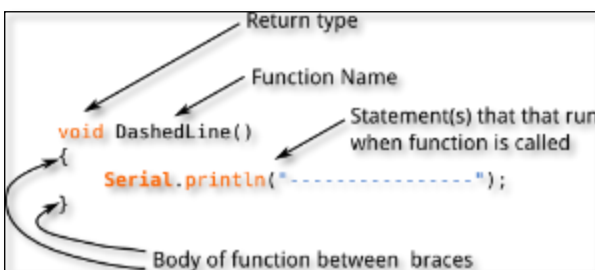 Return type
Function Name
Statement(s) that that run
when function is called
void DashedLine()
{
Serial.println("----------------");
}
Body of function between braces